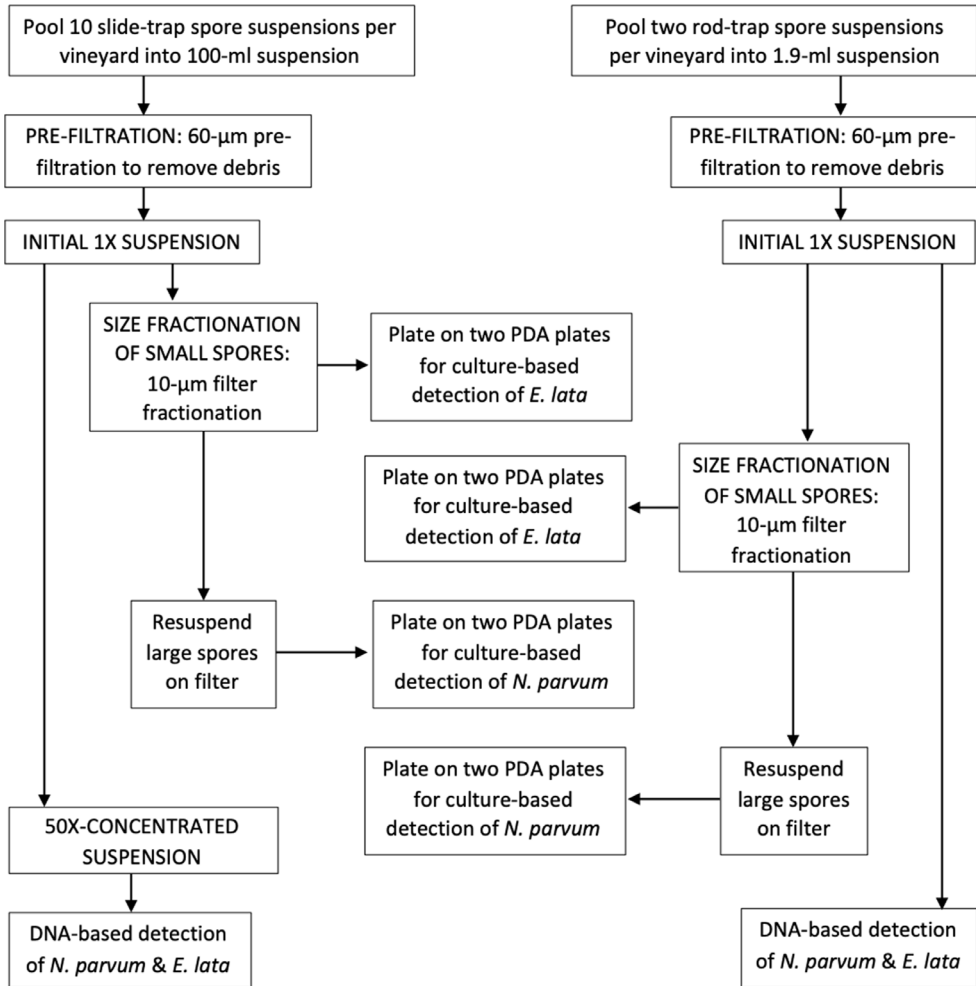 Pool 10 slide-trap spore suspensions per
vineyard into 100-ml suspension
PRE-FILTRATION: 60-µm pre-
filtration to remove debris
INITIAL 1X SUSPENSION
SIZE FRACTIONATION
OF SMALL SPORES:
10-µm filter
fractionation
Plate on two PDA plates
for culture-based
detection of E. lata
Resuspend
large spores
on filter
Plate on two PDA plates
for culture-based
detection of N. parvum
50X-CONCENTRATED
SUSPENSION
DNA-based detection
of N. parvum & E. lata
Pool two rod-trap spore suspensions
per vineyard into 1.9-ml suspension
PRE-FILTRATION: 60-µm pre-
filtration to remove debris
INITIAL 1X SUSPENSION
SIZE FRACTIONATION
OF SMALL SPORES:
10-µm filter
fractionation
Plate on two PDA plates
for culture-based
detection of E. lata
Resuspend
large spores
on filter
Plate on two PDA plates
for culture-based
detection of N. parvum
DNA-based detection
of N. parvum & E. lata